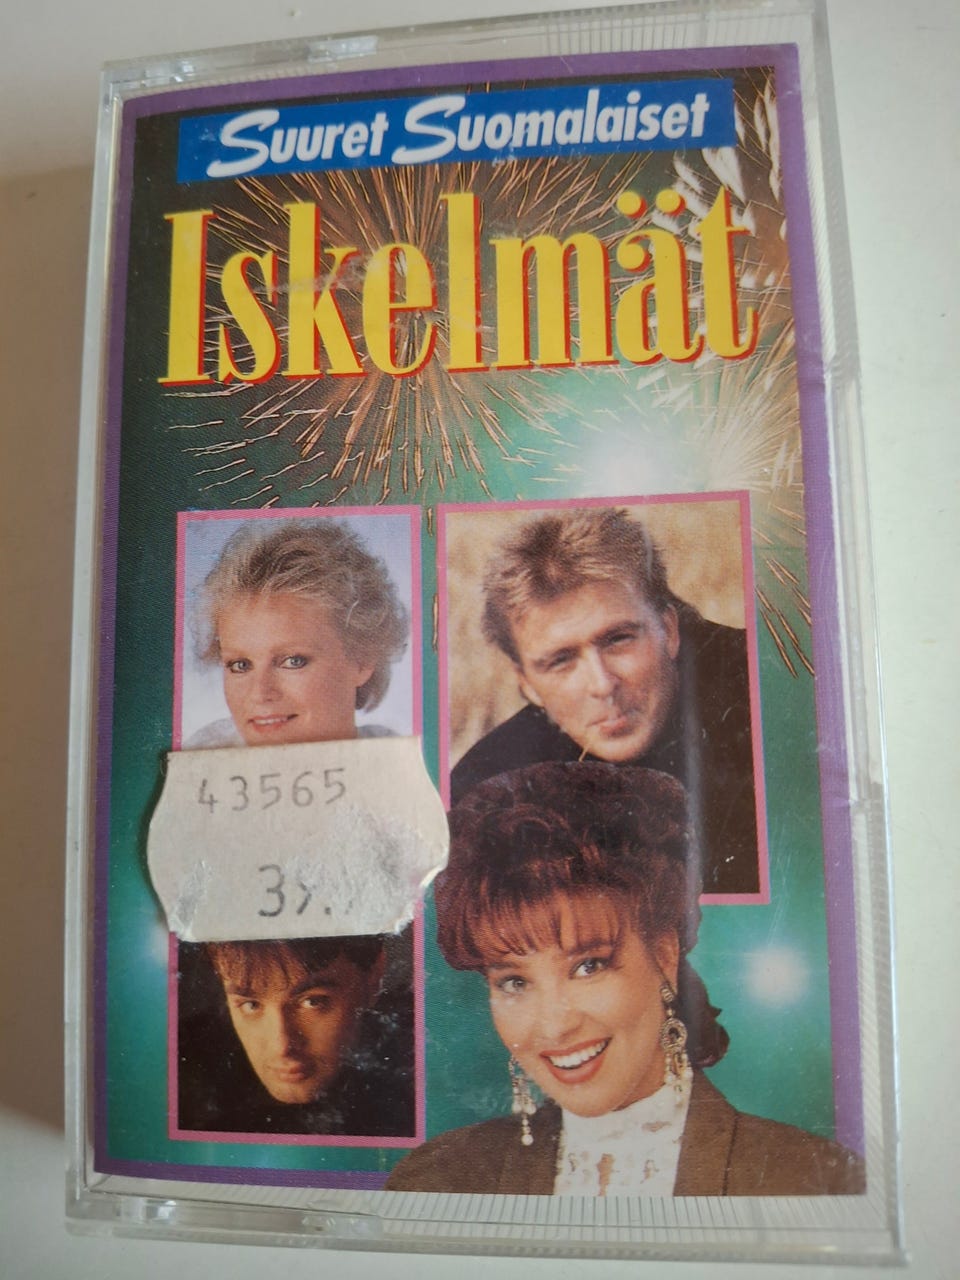 Suuret Suomalaiset
Iskelmät
43565